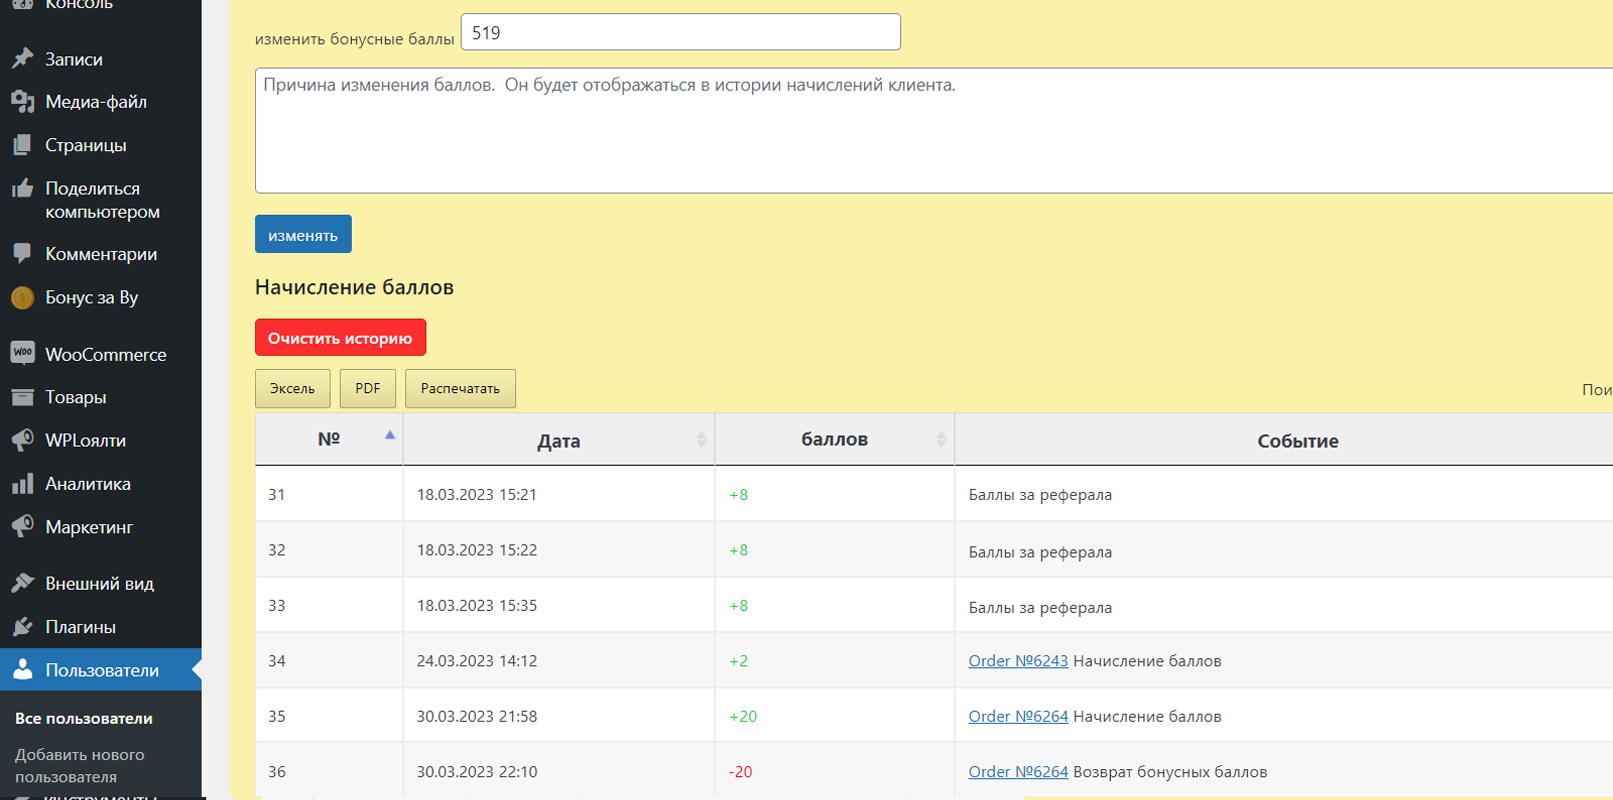 Консоль
Записи
Медиа-файл
Страницы
Поделиться
компьютером
Комментарии
Бонус за Ву
WooCommerce
Товары
WPLоялти
Аналитика
Маркетинг
Внешний вид
Плагины
Пользователи
Все пользователи
Добавить нового
пользователя
Инструменты
изменить бонусные баллы 519
Причина изменения баллов. Он будет отображаться в истории начислений клиента.
изменять
Начисление баллов
Очистить историю
Эксель PDF Распечатать Пои
№ Дата баллов Событие
31 18.03.2023 15:21 +8 Баллы за реферала
32 18.03.2023 15:22 +8 Баллы за реферала
33 18.03.2023 15:35 +8 Баллы за реферала
34 24.03.2023 14:12 +2 Order №6243 Начисление баллов
35 30.03.2023 21:58 +20 Order №6264 Начисление баллов
36 30.03.2023 22:10 -20 Order №6264 Возврат бонусных баллов